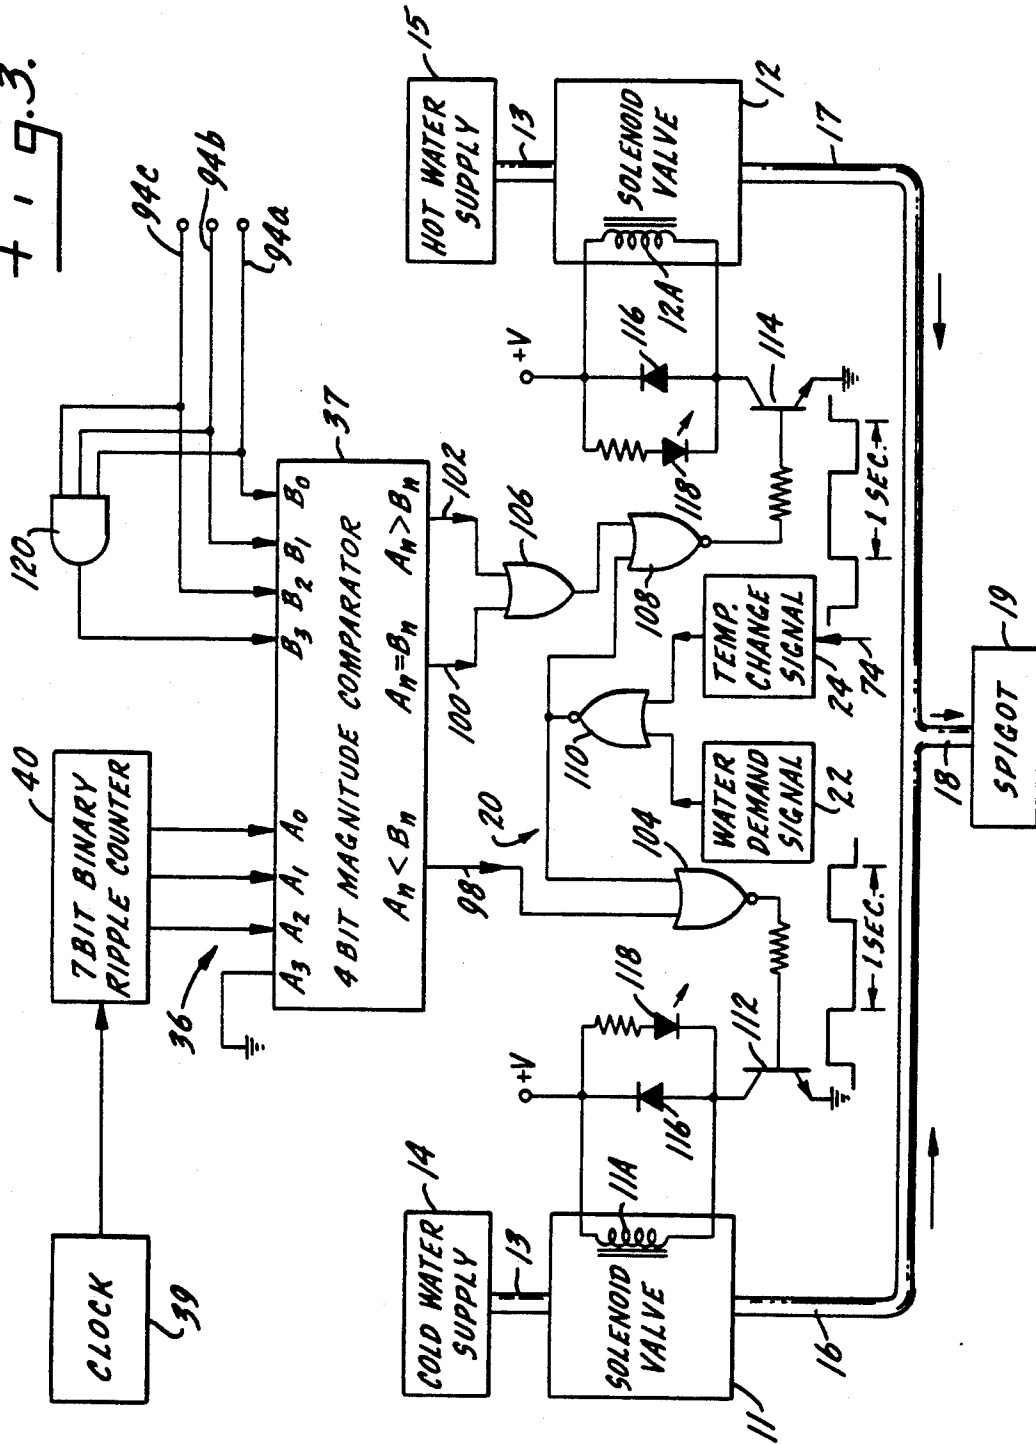 Fig.3.
CLOCK
39
7 BIT BINARY
RIPPLE COUNTER
40
36
120
94c
94b
94a
A3 A2 A1 A0 B3 B2 B1 B0
4 BIT MAGNITUDE COMPARATOR
37
An < Bn An=Bn An>Bn
98
100
102
20
106
104
110
108
COLD WATER
SUPPLY
14
13
SOLENOID
VALVE
11A
11
+V
116
118
112
WATER
DEMAND
SIGNAL
22
TEMP.
CHANGE
SIGNAL
24
74
+V
116
118
114
HOT WATER
SUPPLY
15
13
SOLENOID
VALVE
12A
12
1 SEC.
1 SEC.
16
17
18
SPIGOT
19